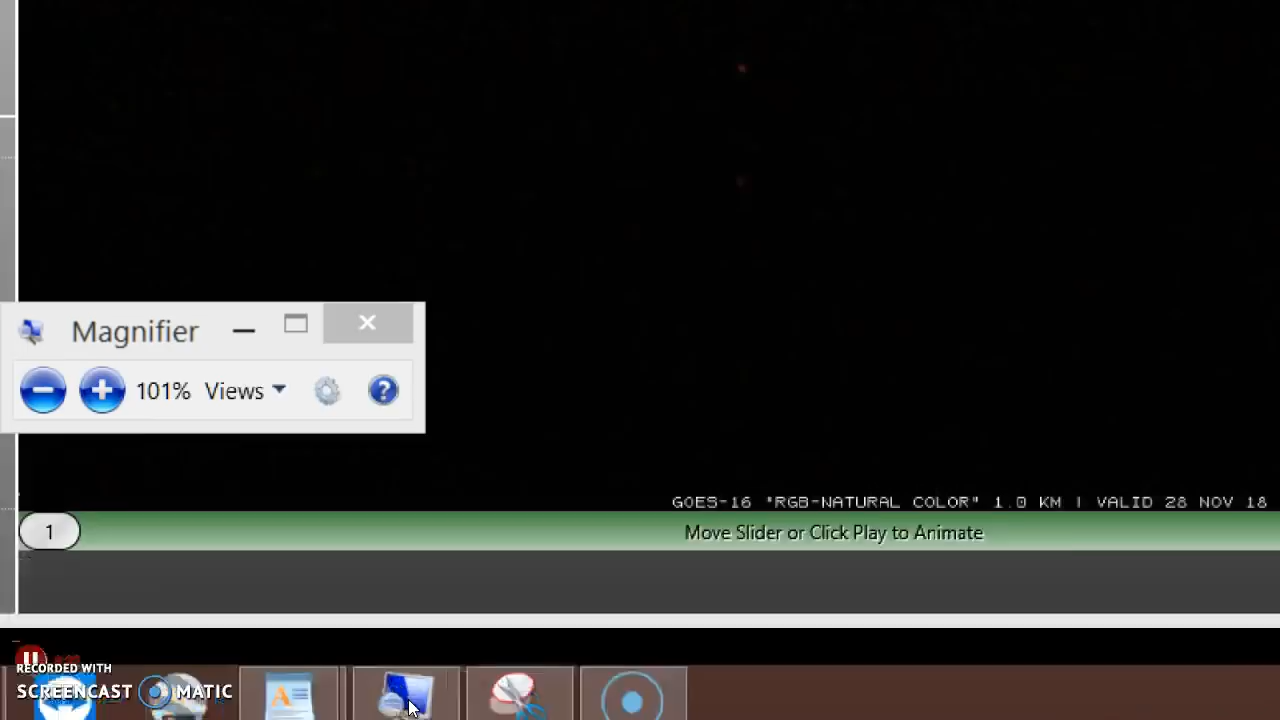 Magnifier
101% Views
GOES-16 "RGB-NATURAL COLOR" 1.0 KM | VALID 28 NOV 18
1
Move Slider or Click Play to Animate
RECORDED WITH
SCREENCAST MATIC